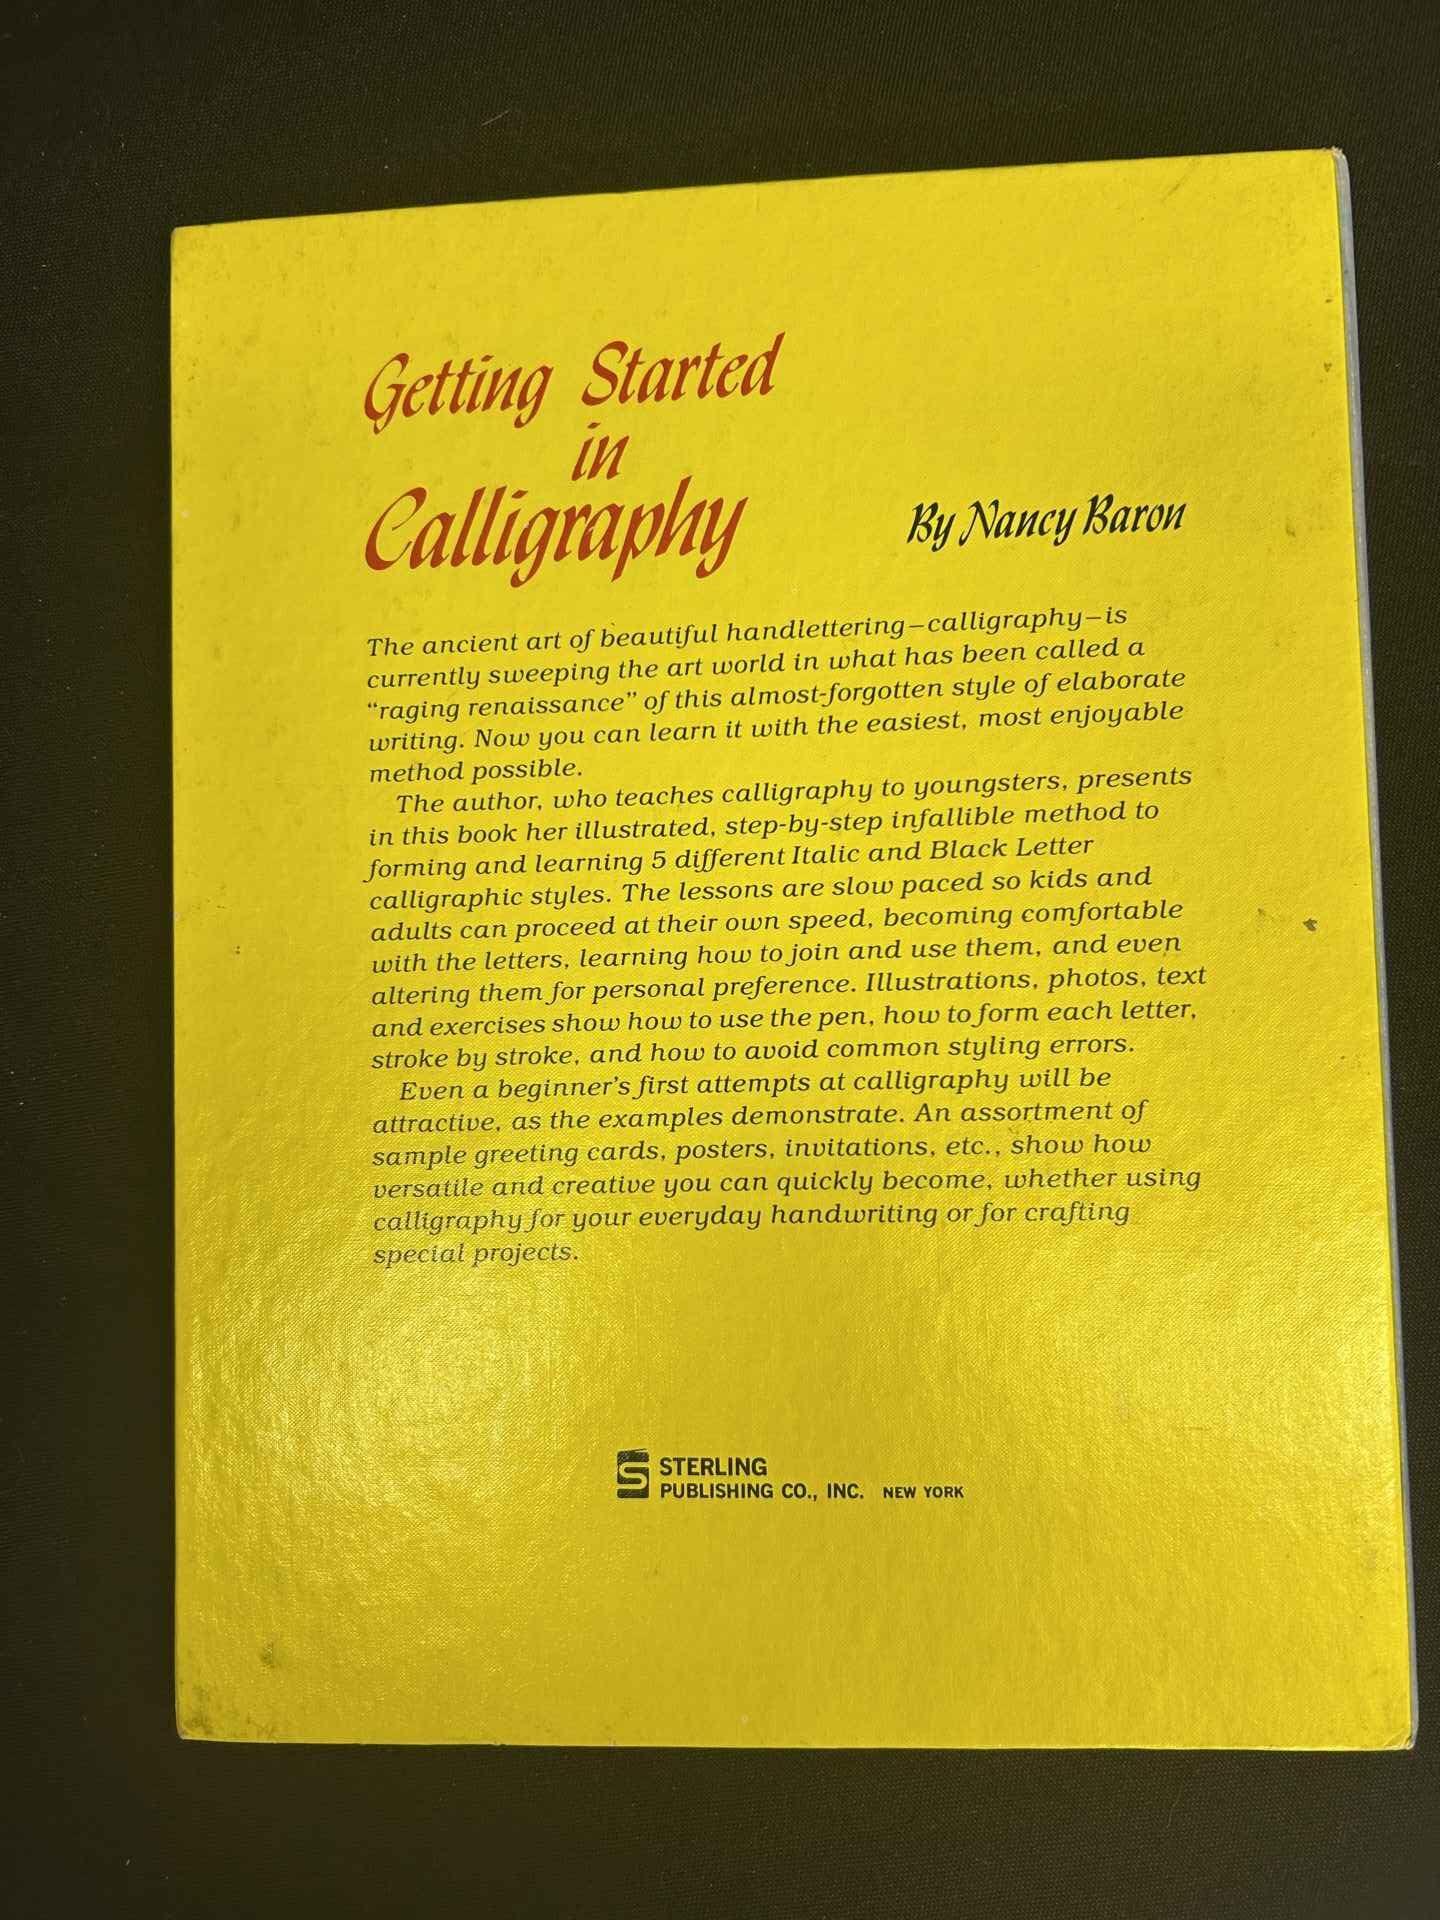 Getting Started
in
Calligraphy
By Nancy Baron
The ancient art of beautiful handlettering–calligraphy–is
currently sweeping the art world in what has been called a
“raging renaissance” of this almost-forgotten style of elaborate
writing. Now you can learn it with the easiest, most enjoyable
method possible.
The author, who teaches calligraphy to youngsters, presents
in this book her illustrated, step-by-step infallible method to
forming and learning 5 different Italic and Black Letter
calligraphic styles. The lessons are slow paced so kids and
adults can proceed at their own speed, becoming comfortable
with the letters, learning how to join and use them, and even
altering them for personal preference. Illustrations, photos, text
and exercises show how to use the pen, how to form each letter,
stroke by stroke, and how to avoid common styling errors.
Even a beginner’s first attempts at calligraphy will be
attractive, as the examples demonstrate. An assortment of
sample greeting cards, posters, invitations, etc., show how
versatile and creative you can quickly become, whether using
calligraphy for your everyday handwriting or for crafting
special projects.
S STERLING
PUBLISHING CO., INC. NEW YORK